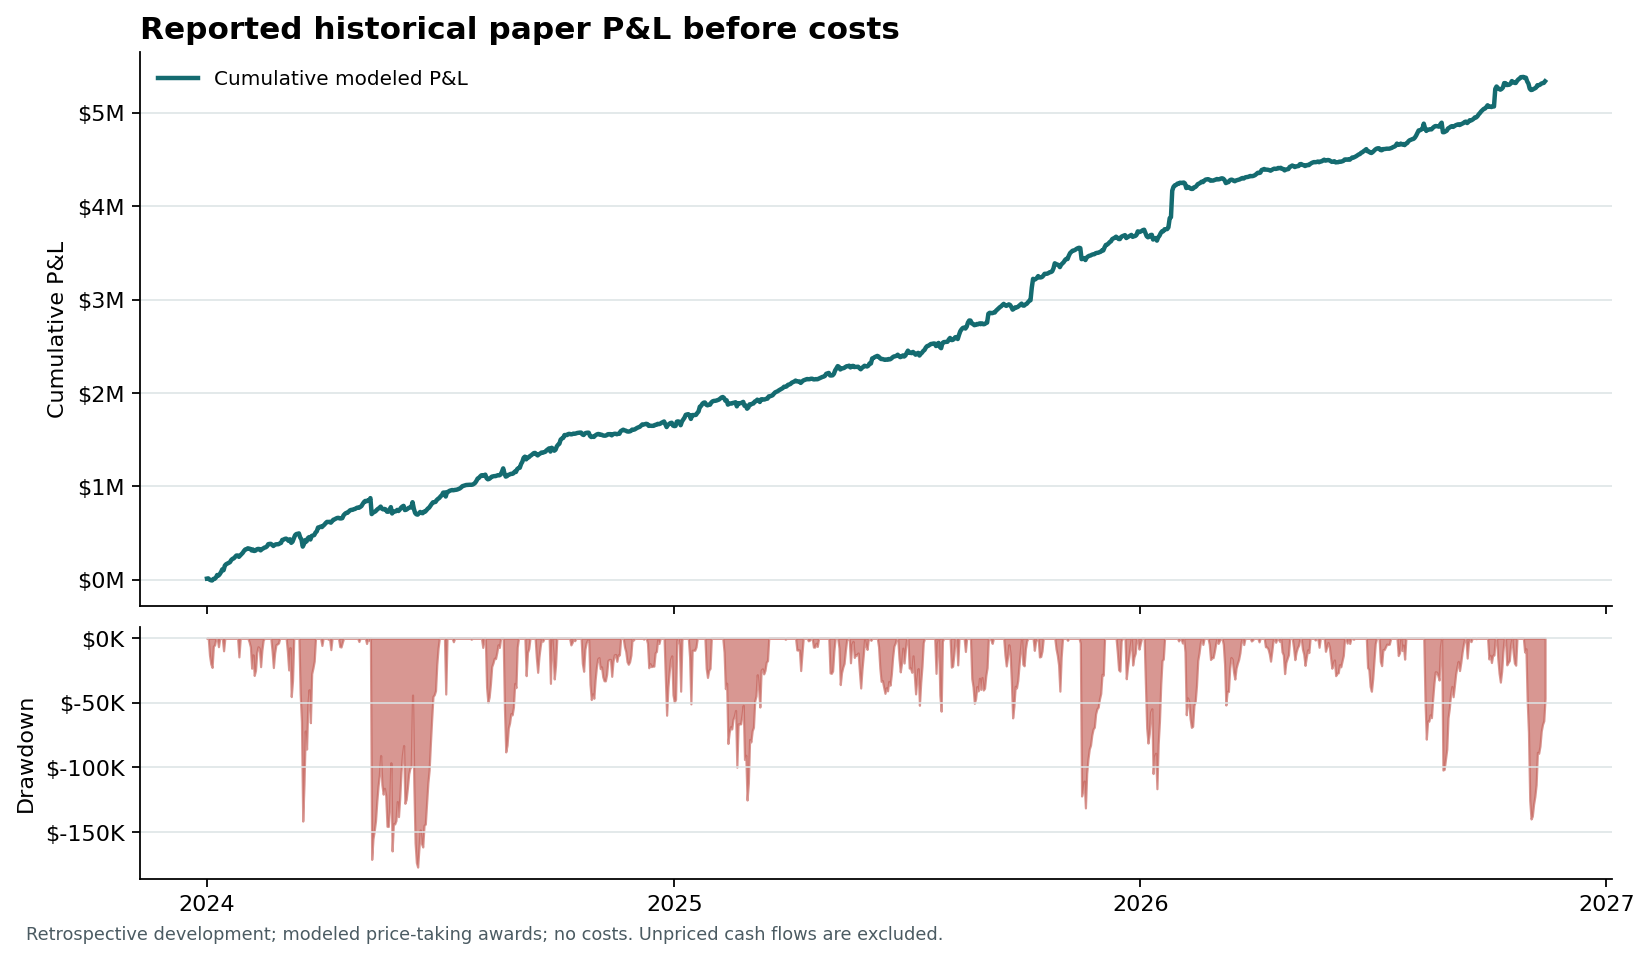 Reported historical paper P&L before costs
Cumulative modeled P&L
Cumulative P&L
$5M
$4M
$3M
$2M
$1M
$0M
Drawdown
$0K
$-50K
$-100K
$-150K
2024
2025
2026
2027
Retrospective development; modeled price-taking awards; no costs. Unpriced cash flows are excluded.